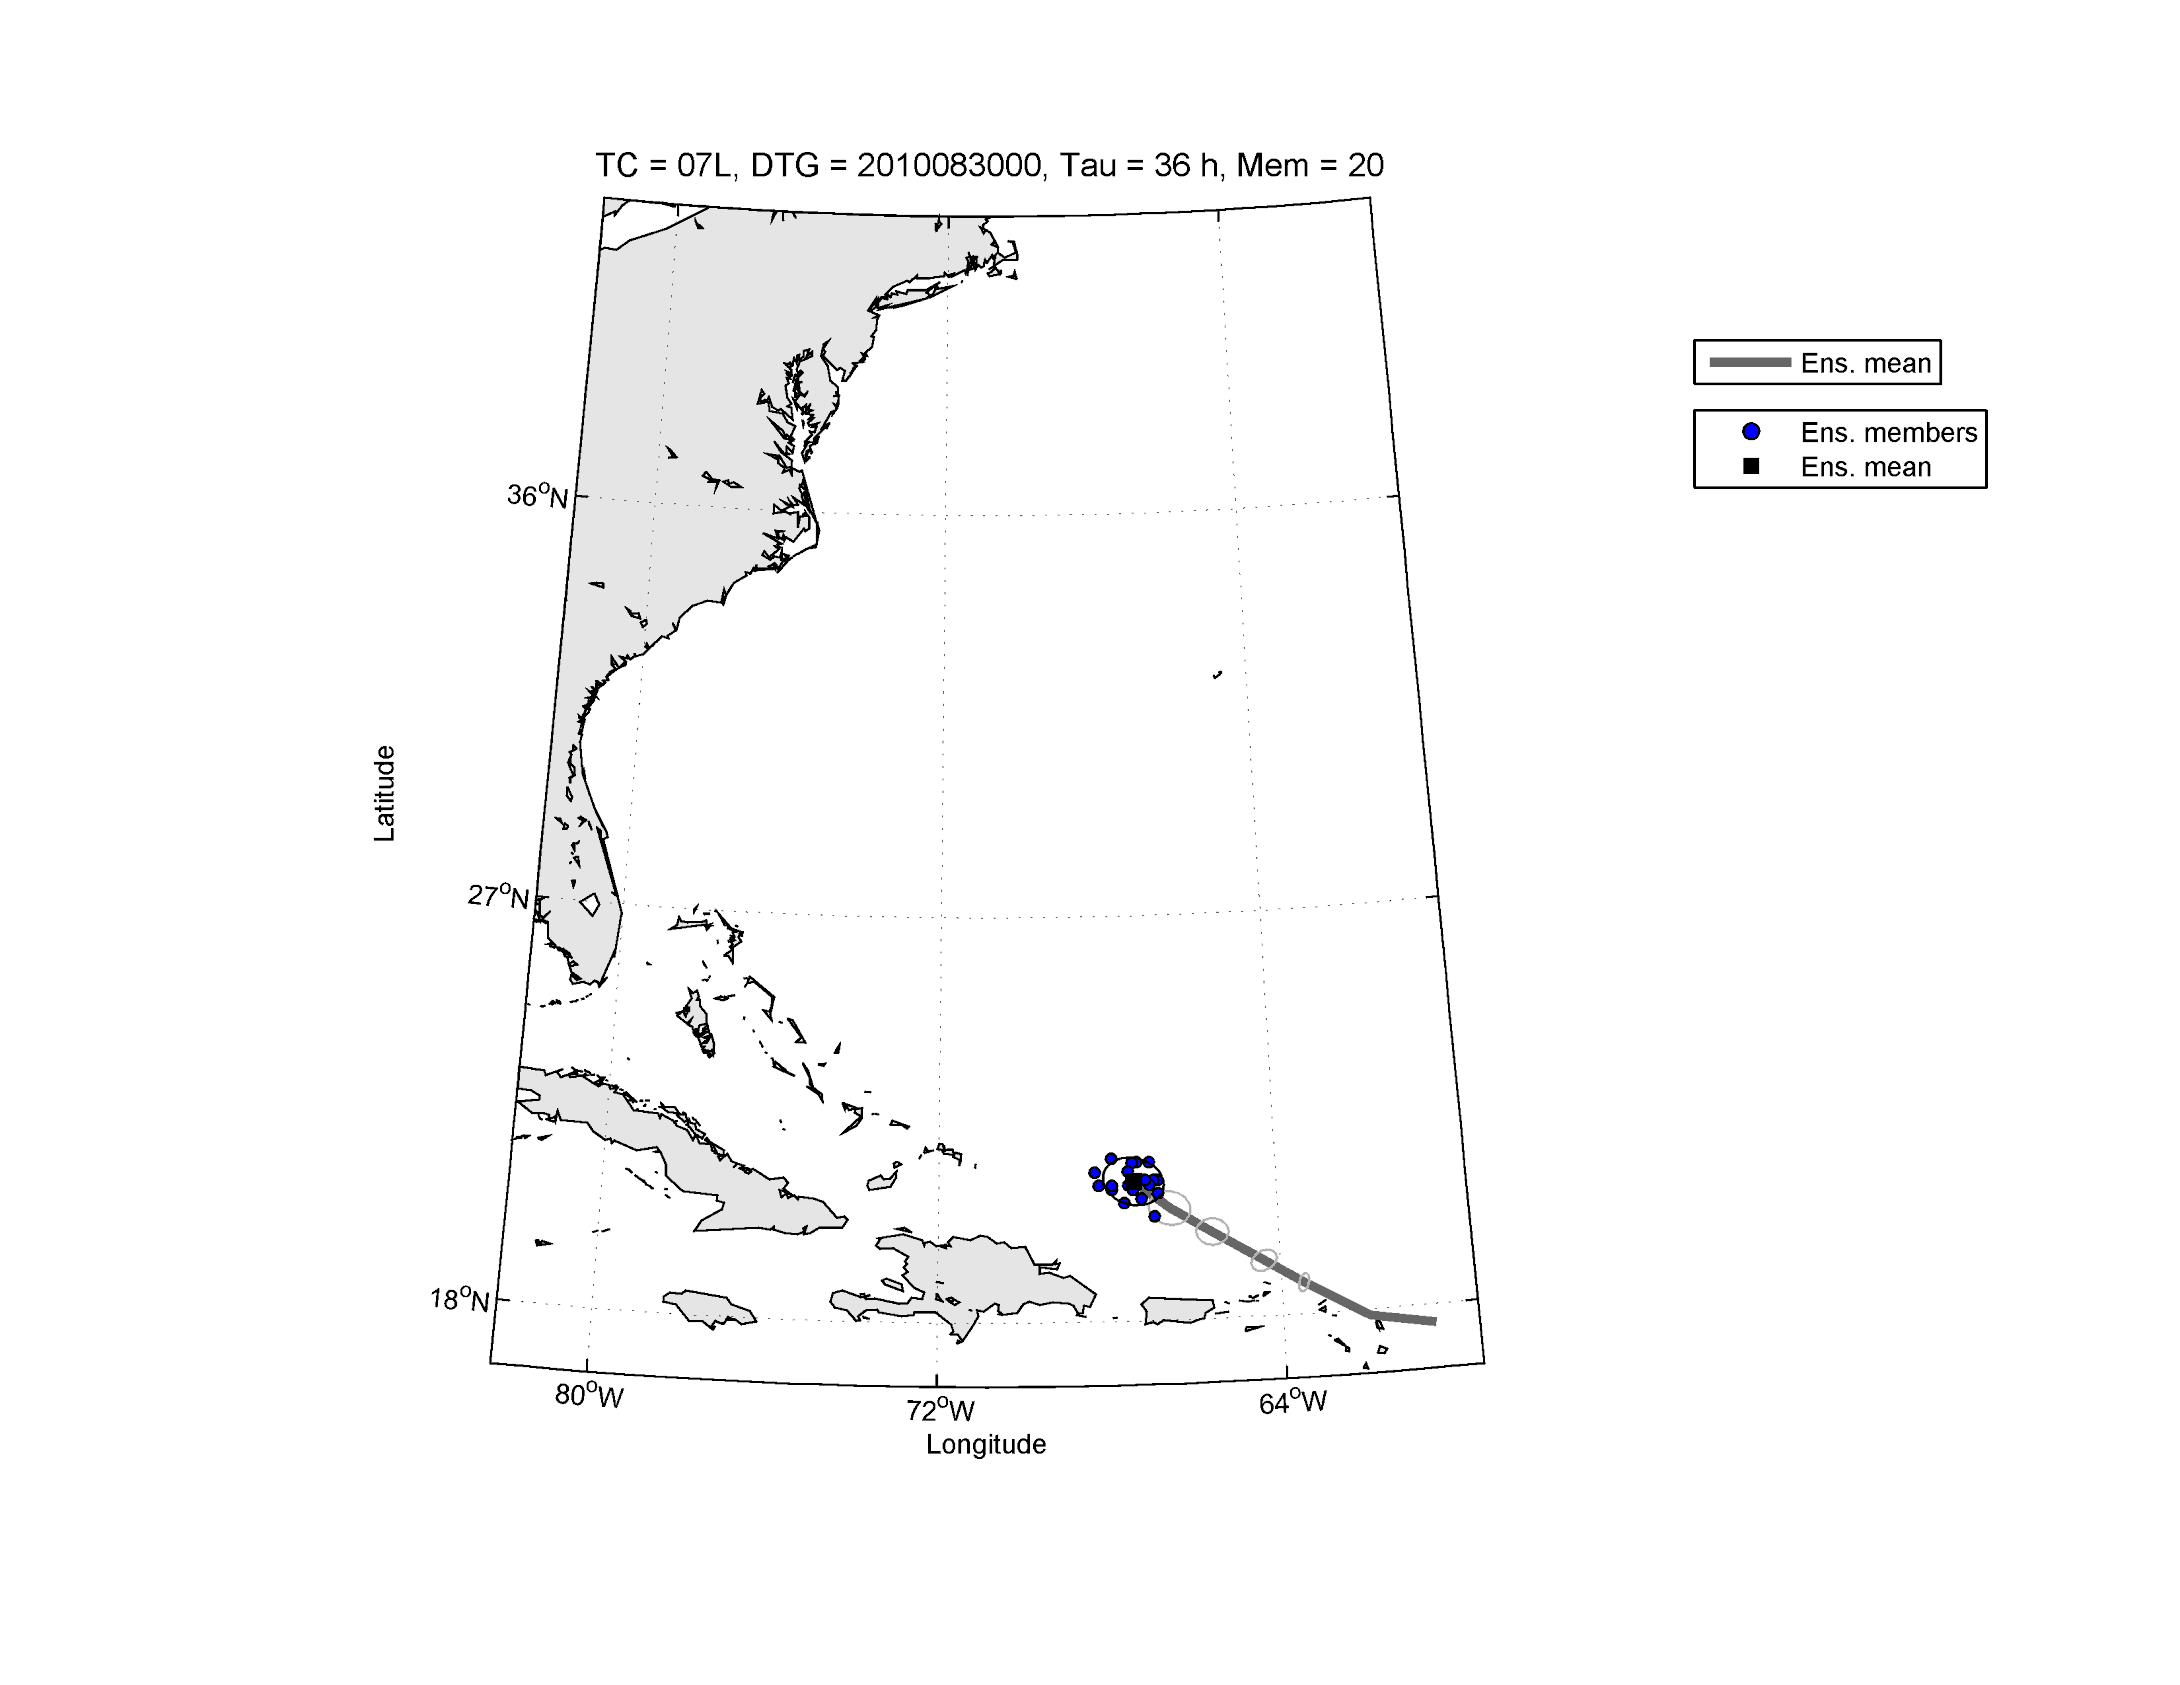 TC = 07L, DTG = 2010083000, Tau = 36 h, Mem = 20
Ens. mean
Ens. members
Ens. mean
36°N
Latitude
27°N
18°N
80°W
72°W
64°W
Longitude